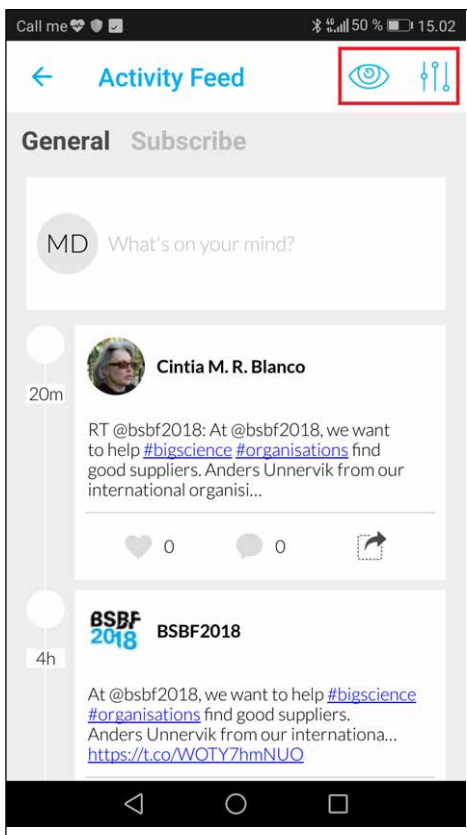 Call me 50 % 15.02
Activity Feed
General Subscribe
MD What's on your mind?
Cintia M. R. Blanco
20m
RT @bsbf2018: At @bsbf2018, we want
to help #bigscience #organisations find
good suppliers. Anders Unnervik from our
international organisi...
0 0
BSBF
2018 BSBF2018
4h
At @bsbf2018, we want to help #bigscience
#organisations find good suppliers.
Anders Unnervik from our internationa...
https://t.co/WOTY7hmNUO